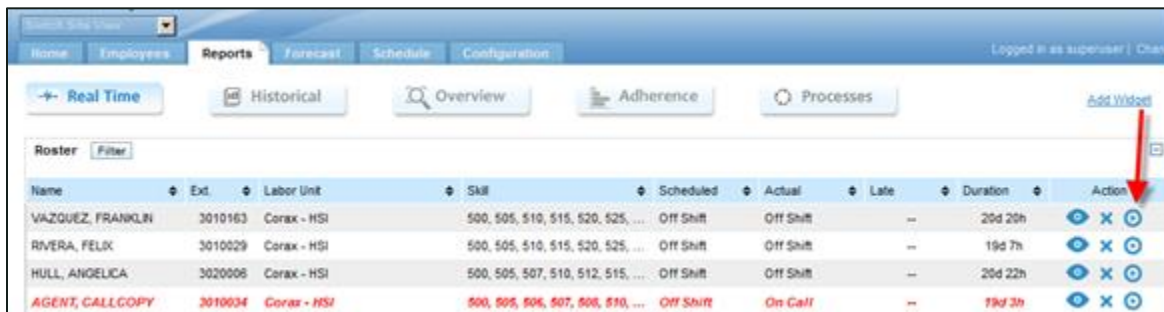 Home Employees Reports Forecast Schedule Configuration Logged in as superuser |
Real Time Historical Overview Adherence Processes Add Widget
Roster Filter
Name Ext. Labor Unit Skill Scheduled Actual Late Duration Action
VAZQUEZ, FRANKLIN 3010163 Corax - HSI 500, 505, 510, 515, 520, 525, ... Off Shift Off Shift -- 20d 20h
RIVERA, FELIX 3010029 Corax - HSI 500, 505, 510, 515, 520, 525, ... Off Shift Off Shift -- 19d 7h
HULL, ANGELICA 3020006 Corax - HSI 500, 505, 507, 510, 512, 515, ... Off Shift Off Shift -- 20d 22h
AGENT, CALLCOPY 3010034 Corax - HSI 500, 505, 506, 507, 508, 510, ... Off Shift On Call -- 19d 3h